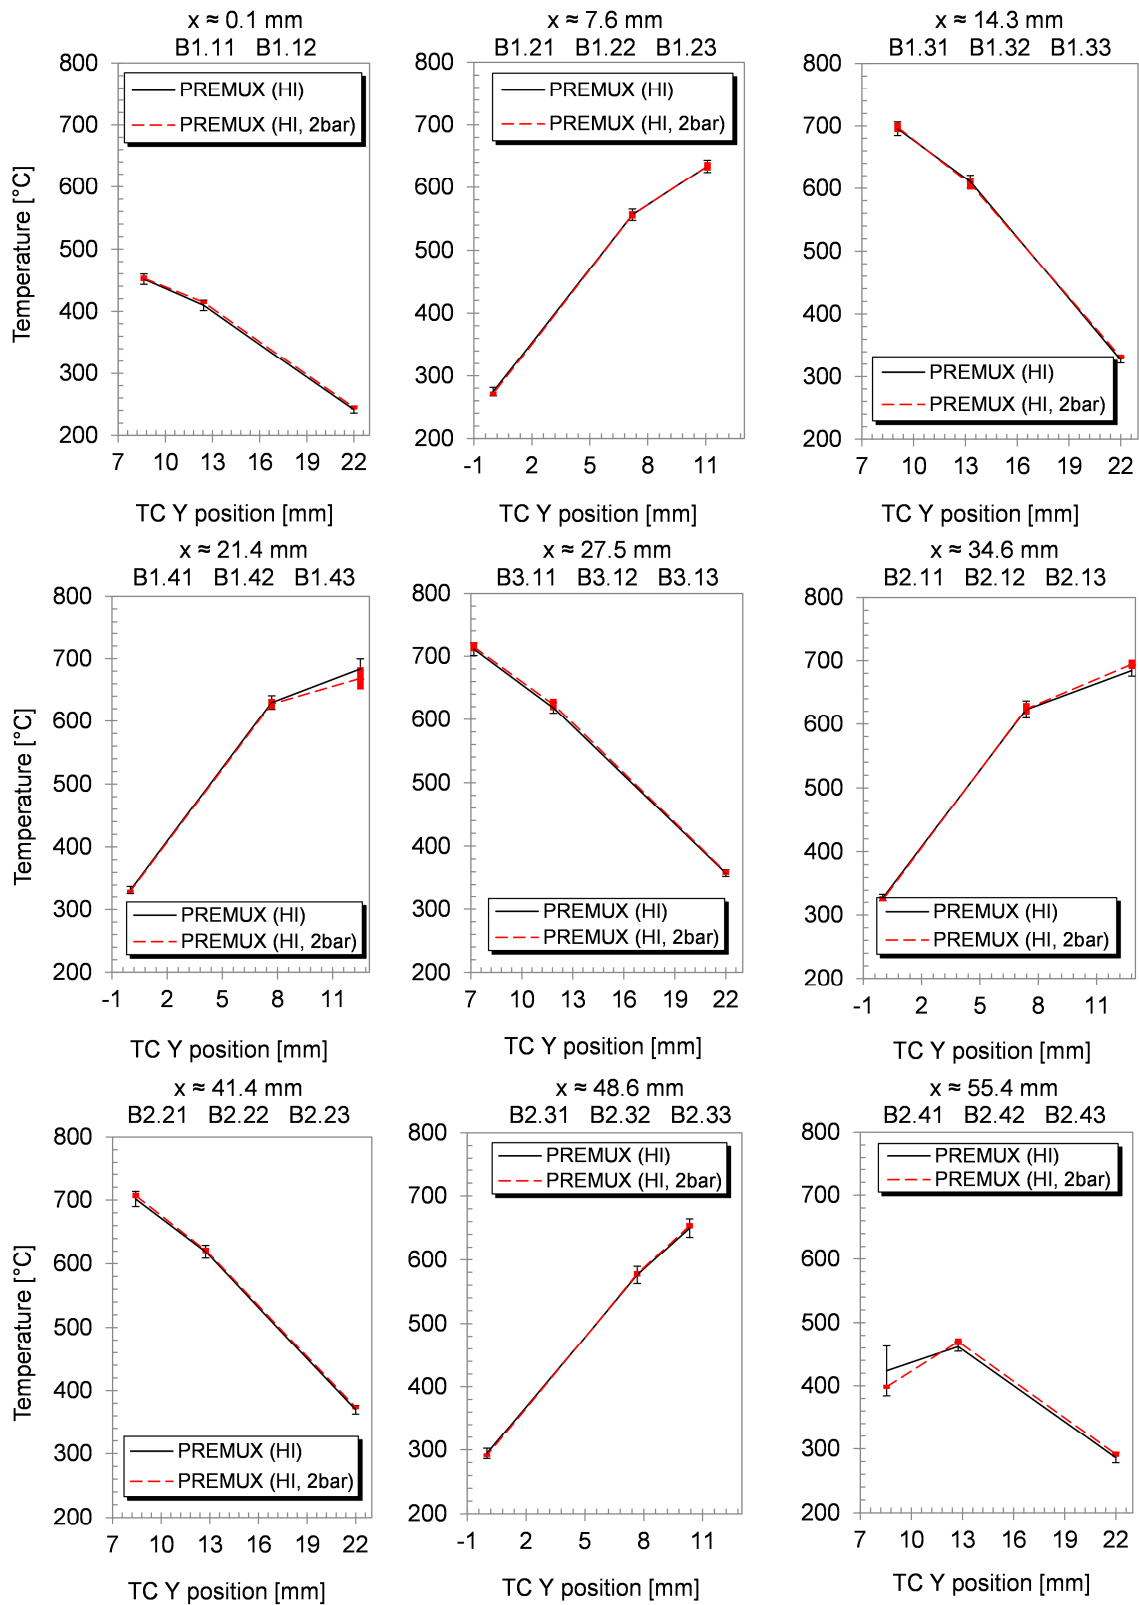 x ≈ 0.1 mm
B1.11 B1.12
800
700
600
500
400
300
200
Temperature [°C]
PREMUX (HI)
PREMUX (HI, 2bar)
7 10 13 16 19 22
TC Y position [mm]
x ≈ 7.6 mm
B1.21 B1.22 B1.23
800
700
600
500
400
300
200
PREMUX (HI)
PREMUX (HI, 2bar)
-1 2 5 8 11
TC Y position [mm]
x ≈ 14.3 mm
B1.31 B1.32 B1.33
800
700
600
500
400
300
200
PREMUX (HI)
PREMUX (HI, 2bar)
7 10 13 16 19 22
TC Y position [mm]
x ≈ 21.4 mm
B1.41 B1.42 B1.43
800
700
600
500
400
300
200
Temperature [°C]
PREMUX (HI)
PREMUX (HI, 2bar)
-1 2 5 8 11
TC Y position [mm]
x ≈ 27.5 mm
B3.11 B3.12 B3.13
800
700
600
500
400
300
200
PREMUX (HI)
PREMUX (HI, 2bar)
7 10 13 16 19 22
TC Y position [mm]
x ≈ 34.6 mm
B2.11 B2.12 B2.13
800
700
600
500
400
300
200
PREMUX (HI)
PREMUX (HI, 2bar)
-1 2 5 8 11
TC Y position [mm]
x ≈ 41.4 mm
B2.21 B2.22 B2.23
800
700
600
500
400
300
200
Temperature [°C]
PREMUX (HI)
PREMUX (HI, 2bar)
7 10 13 16 19 22
TC Y position [mm]
x ≈ 48.6 mm
B2.31 B2.32 B2.33
800
700
600
500
400
300
200
PREMUX (HI)
PREMUX (HI, 2bar)
-1 2 5 8 11
TC Y position [mm]
x ≈ 55.4 mm
B2.41 B2.42 B2.43
800
700
600
500
400
300
200
PREMUX (HI)
PREMUX (HI, 2bar)
7 10 13 16 19 22
TC Y position [mm]